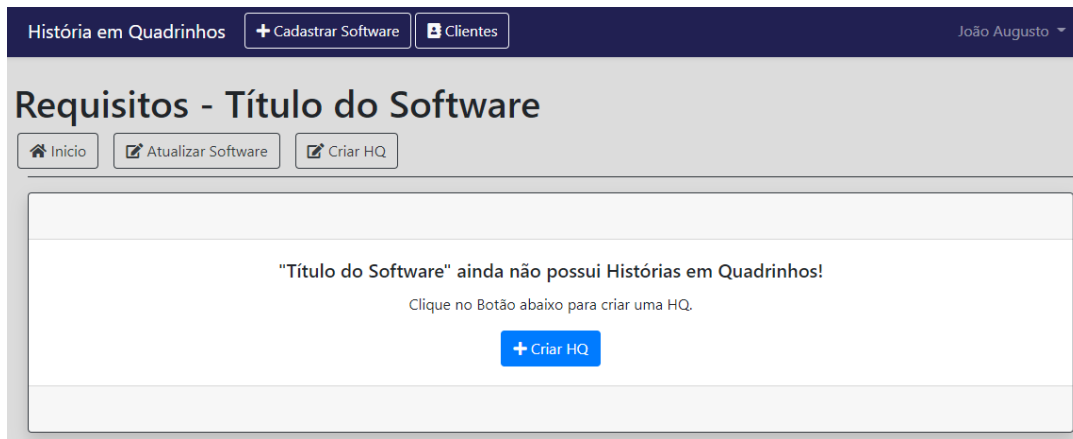 História em Quadrinhos Cadastrar Software Clientes João Augusto
Requisitos - Título do Software
Inicio Atualizar Software Criar HQ
"Título do Software" ainda não possui Histórias em Quadrinhos!
Clique no Botão abaixo para criar uma HQ.
Criar HQ